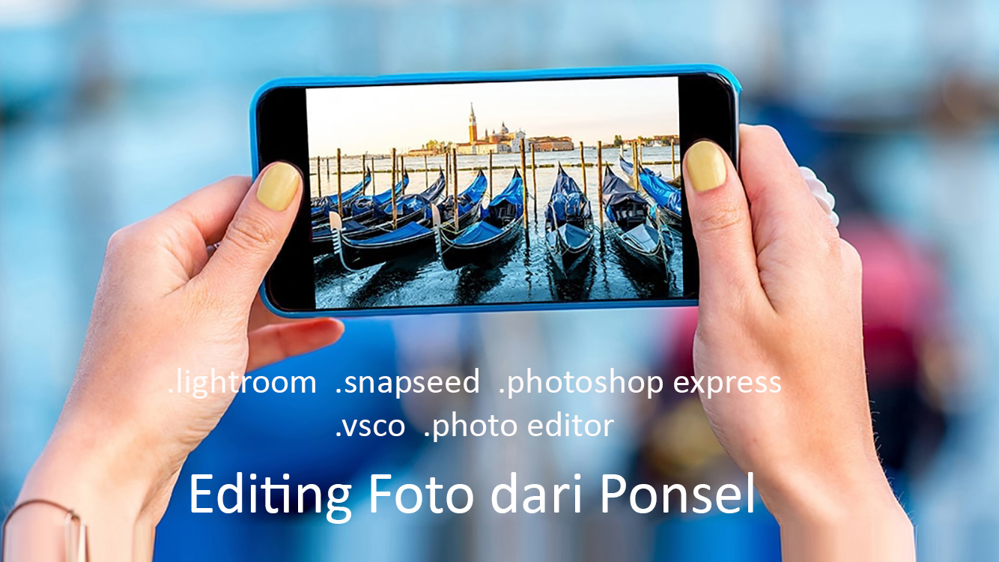 .lightroom .snapseed .photoshop express
.vsco .photo editor
Editing Foto dari Ponsel